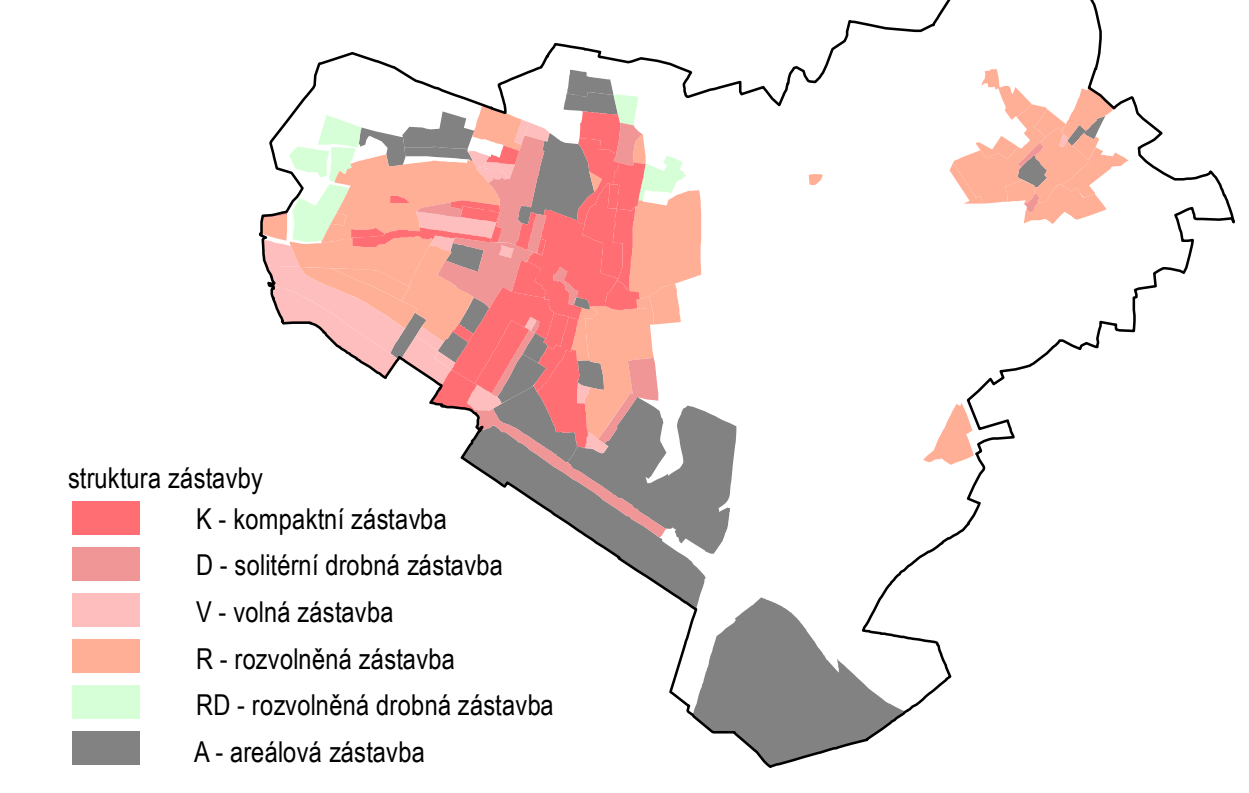 struktura zástavby
K - kompaktní zástavba
D - solitérní drobná zástavba
V - volná zástavba
R - rozvolněná zástavba
RD - rozvolněná drobná zástavba
A - areálová zástavba